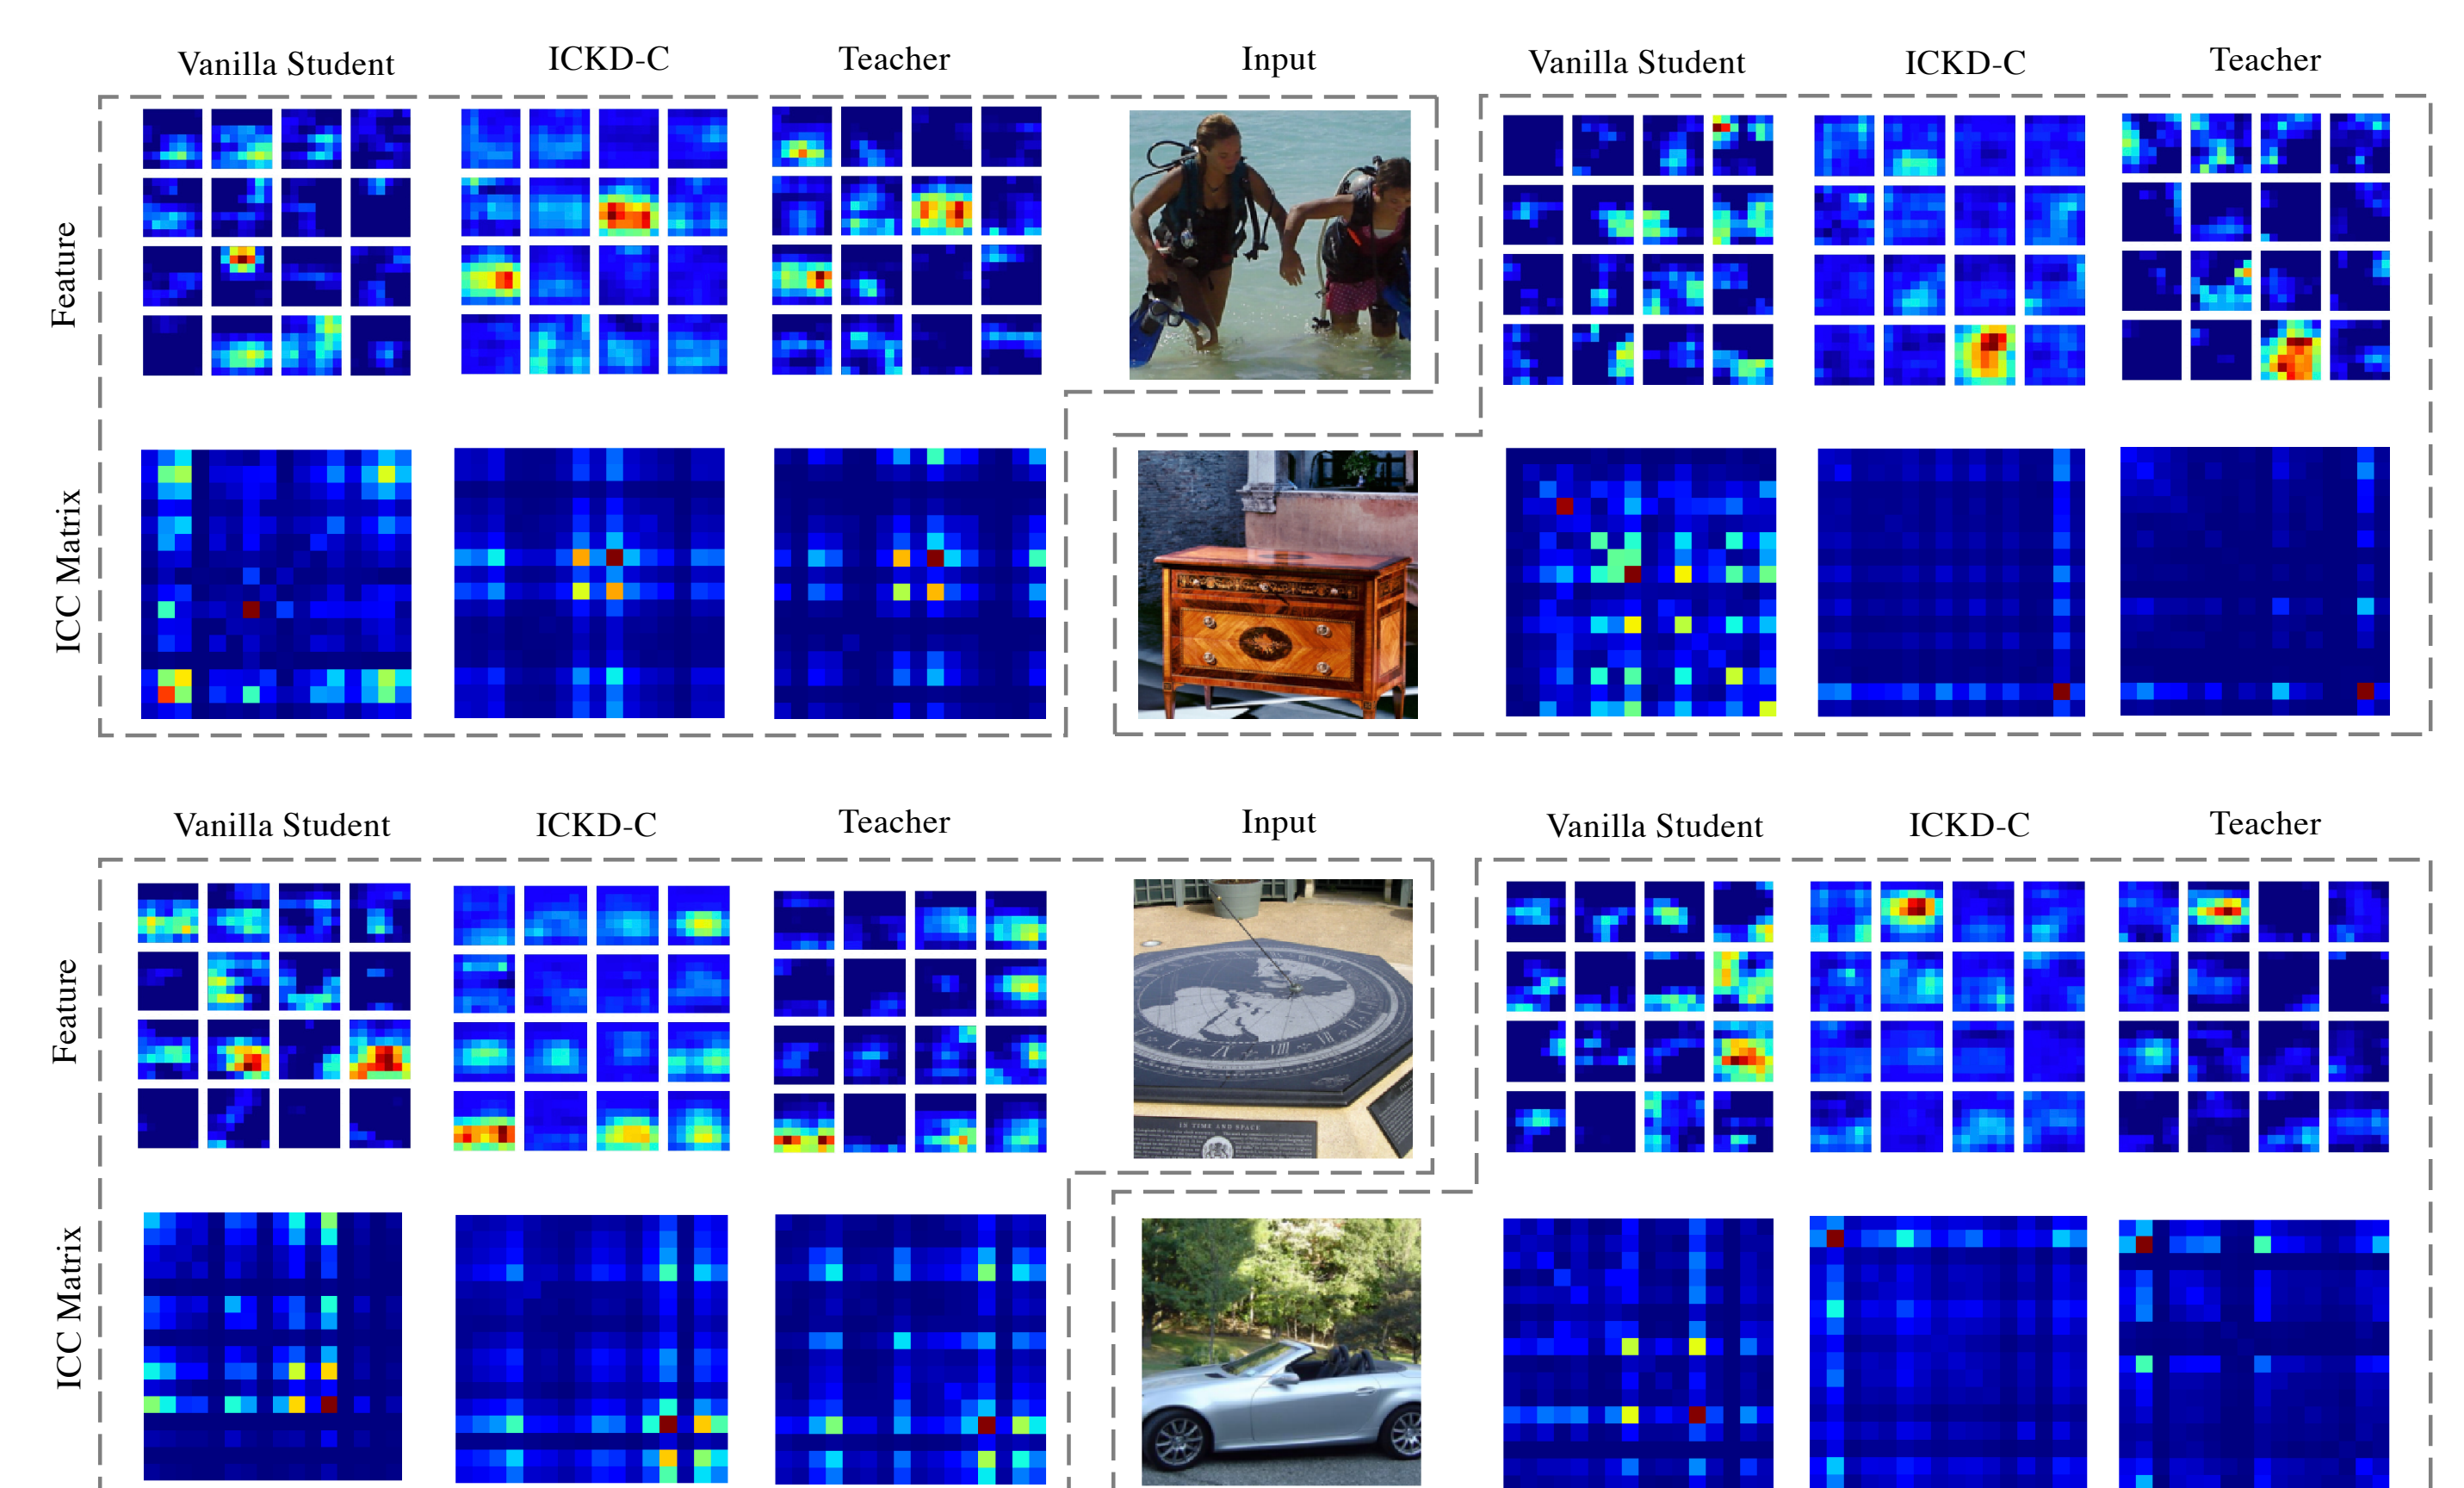 Vanilla Student ICKD-C Teacher Input Vanilla Student ICKD-C Teacher
Feature
ICC Matrix
Vanilla Student ICKD-C Teacher Input Vanilla Student ICKD-C Teacher
Feature
IN TIME AND SPACE
ICC Matrix